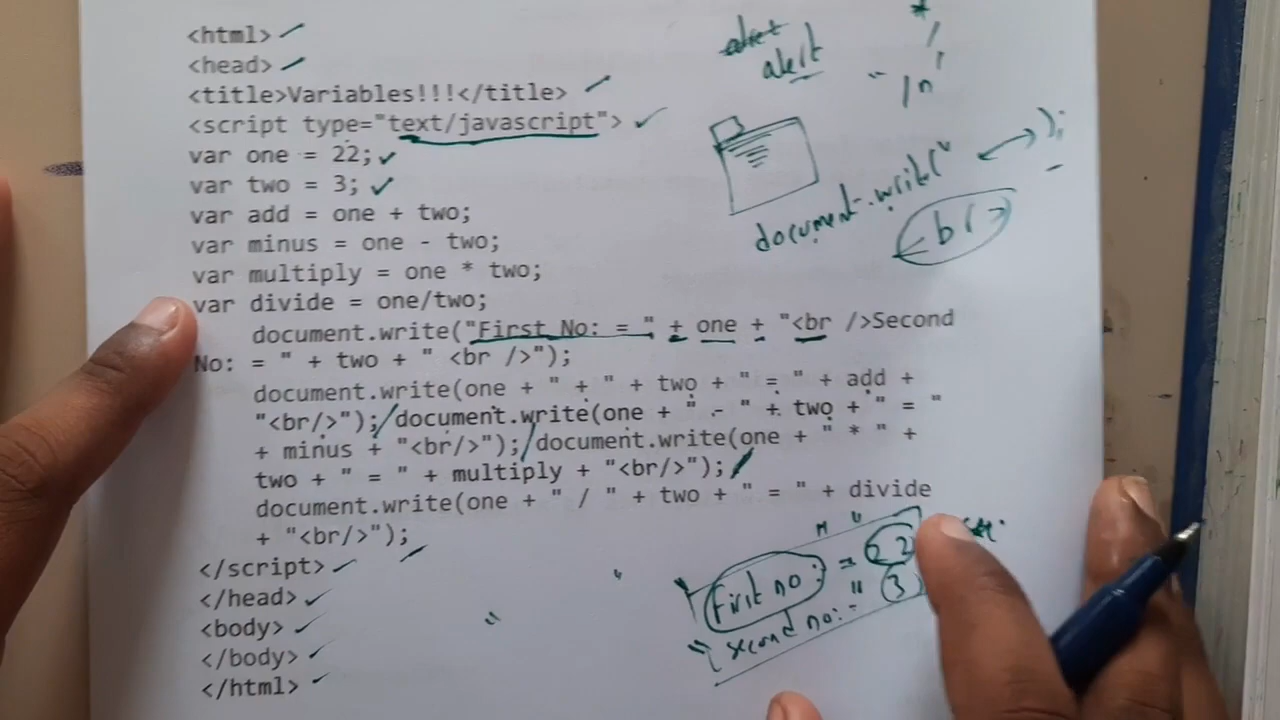 <html>
<head>
<title>Variables!!!</title>
<script type="text/javascript">
var one = 22;
var two = 3;
var add = one + two;
var minus = one - two;
var multiply = one * two;
var divide = one/two;
document.write("First No: = " + one + "<br />Second
No: = " + two + " <br />");
document.write(one + " + " + two + " = " + add +
"<br/>");/document.write(one + " - " + two + " = "
+ minus + "<br/>");/document.write(one + " * " +
two + " = " + multiply + "<br/>");/
document.write(one + " / " + two + " = " + divide
+ "<br/>");
</script>
</head>
<body>
</body>
</html>
alert
*
/
" /n '
document.write(" );
<br>
First no: = 22
" second no: = " 3